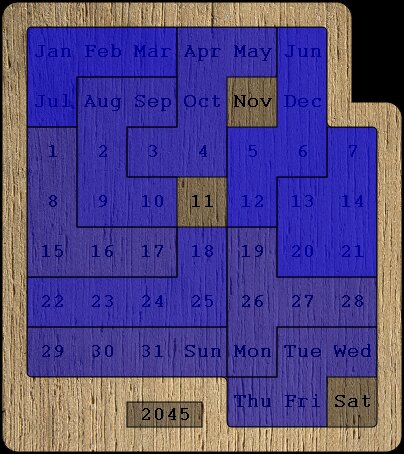 Jan Feb Mar Apr May Jun
Jul Aug Sep Oct Nov Dec
1 2 3 4 5 6 7
8 9 10 11 12 13 14
15 16 17 18 19 20 21
22 23 24 25 26 27 28
29 30 31 Sun Mon Tue Wed
Thu Fri Sat
2045